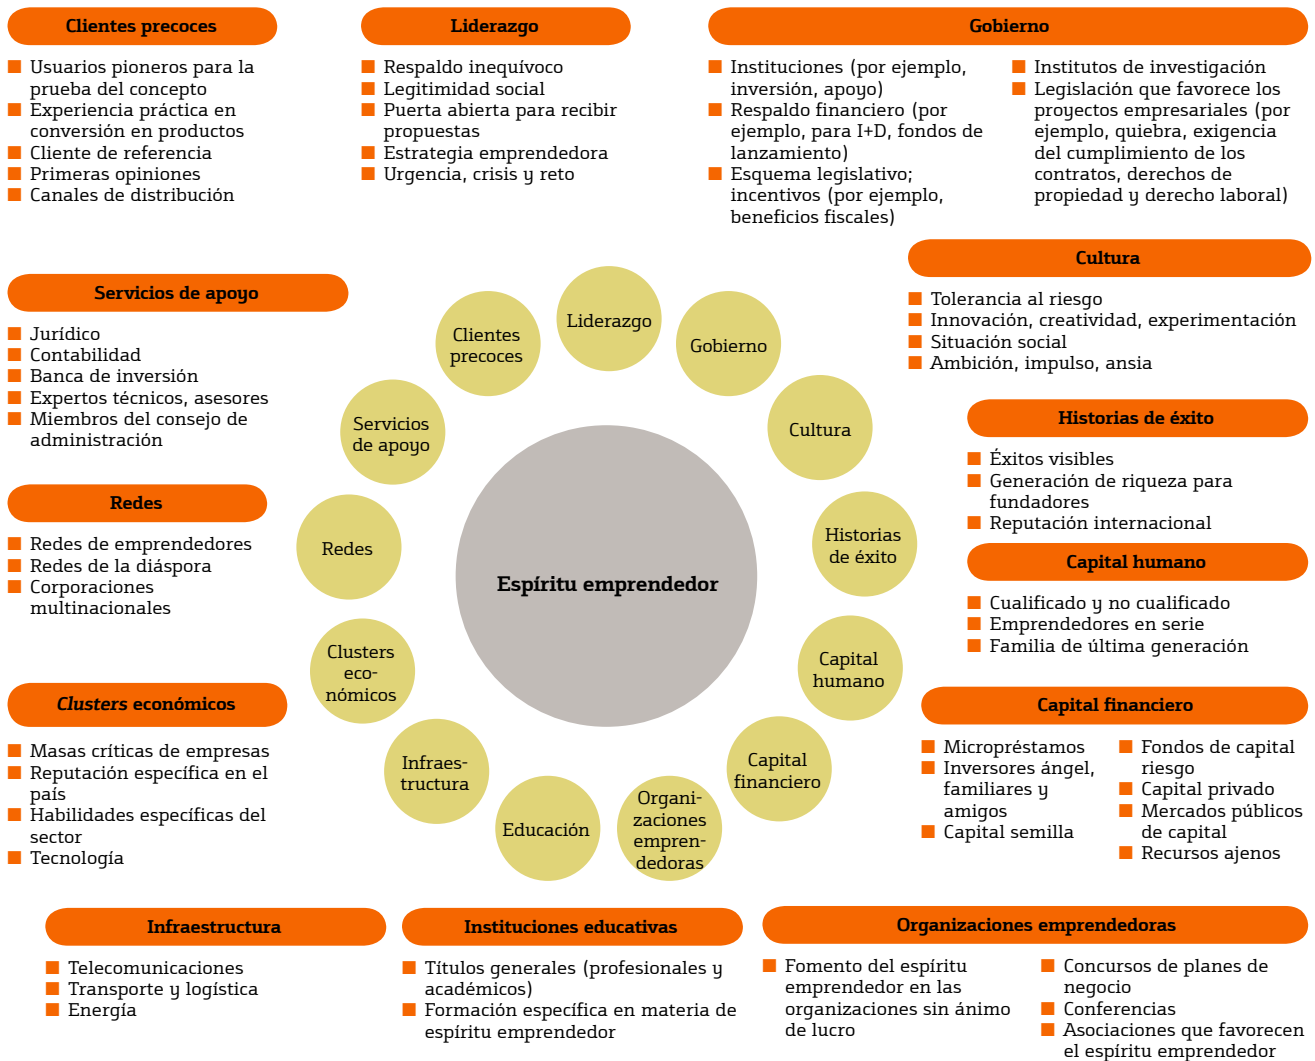 Clientes precoces
Usuarios pioneros para la
prueba del concepto
Experiencia práctica en
conversión en productos
Cliente de referencia
Primeras opiniones
Canales de distribución
Liderazgo
Respaldo inequívoco
Legitimidad social
Puerta abierta para recibir
propuestas
Estrategia emprendedora
Urgencia, crisis y reto
Gobierno
Instituciones (por ejemplo,
inversión, apoyo)
Respaldo financiero (por
ejemplo, para I+D, fondos de
lanzamiento)
Esquema legislativo;
incentivos (por ejemplo,
beneficios fiscales)
Institutos de investigación
Legislación que favorece los
proyectos empresariales (por
ejemplo, quiebra, exigencia
del cumplimiento de los
contratos, derechos de
propiedad y derecho laboral)
Cultura
Tolerancia al riesgo
Innovación, creatividad, experimentación
Situación social
Ambición, impulso, ansia
Servicios de apoyo
Jurídico
Contabilidad
Banca de inversión
Expertos técnicos, asesores
Miembros del consejo de
administración
Historias de éxito
Éxitos visibles
Generación de riqueza para
fundadores
Reputación internacional
Redes
Redes de emprendedores
Redes de la diáspora
Corporaciones
multinacionales
Capital humano
Cualificado y no cualificado
Emprendedores en serie
Familia de última generación
Clusters económicos
Masas críticas de empresas
Reputación específica en el
país
Habilidades específicas del
sector
Tecnología
Capital financiero
Micropréstamos
Inversores ángel,
familiares y
amigos
Capital semilla
Fondos de capital
riesgo
Capital privado
Mercados públicos
de capital
Recursos ajenos
Liderazgo
Gobierno
Cultura
Historias
de éxito
Capital
humano
Capital
financiero
Organi-
zaciones
empren-
dedoras
Educación
Infraes-
tructura
Clusters
eco-
nómicos
Redes
Servicios
de apoyo
Clientes
precoces
Espíritu emprendedor
Infraestructura
Telecomunicaciones
Transporte y logística
Energía
Instituciones educativas
Títulos generales (profesionales y
académicos)
Formación específica en materia de
espíritu emprendedor
Organizaciones emprendedoras
Fomento del espíritu
emprendedor en las
organizaciones sin ánimo
de lucro
Concursos de planes de
negocio
Conferencias
Asociaciones que favorecen
el espíritu emprendedor